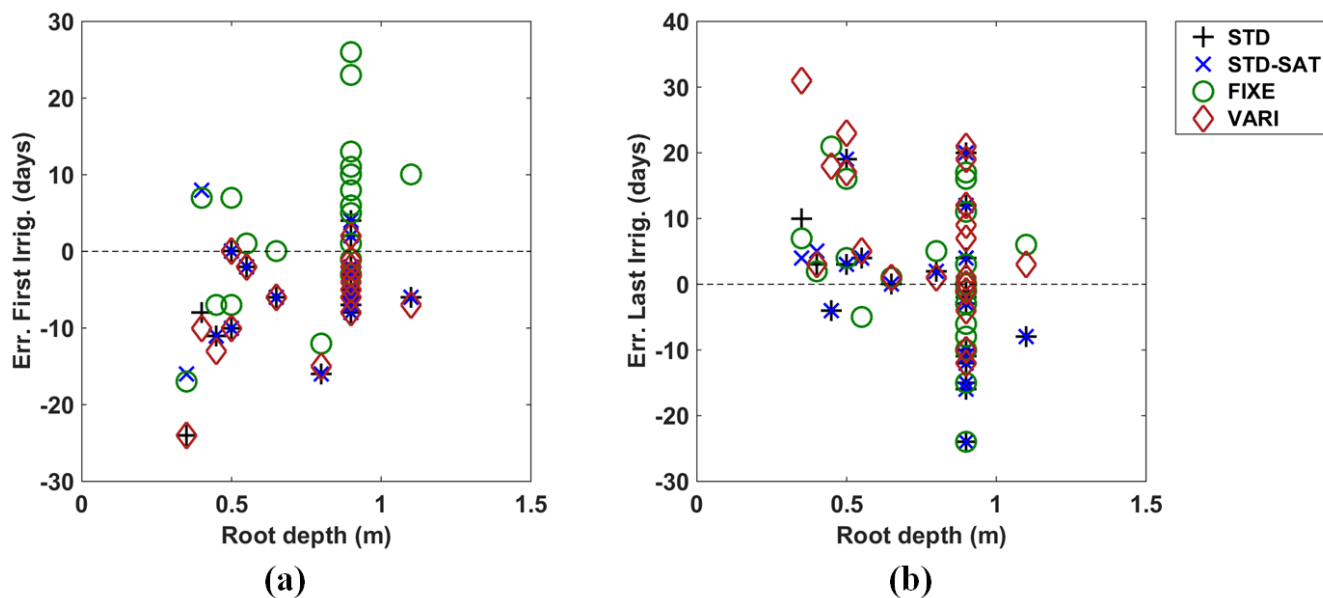 30
20
10
0
-10
-20
-30
0
0.5
1
1.5
Err. First Irrig. (days)
Root depth (m)
(a)
40
30
20
10
0
-10
-20
-30
0
0.5
1
1.5
Err. Last Irrig. (days)
Root depth (m)
(b)
STD
STD-SAT
FIXE
VARI